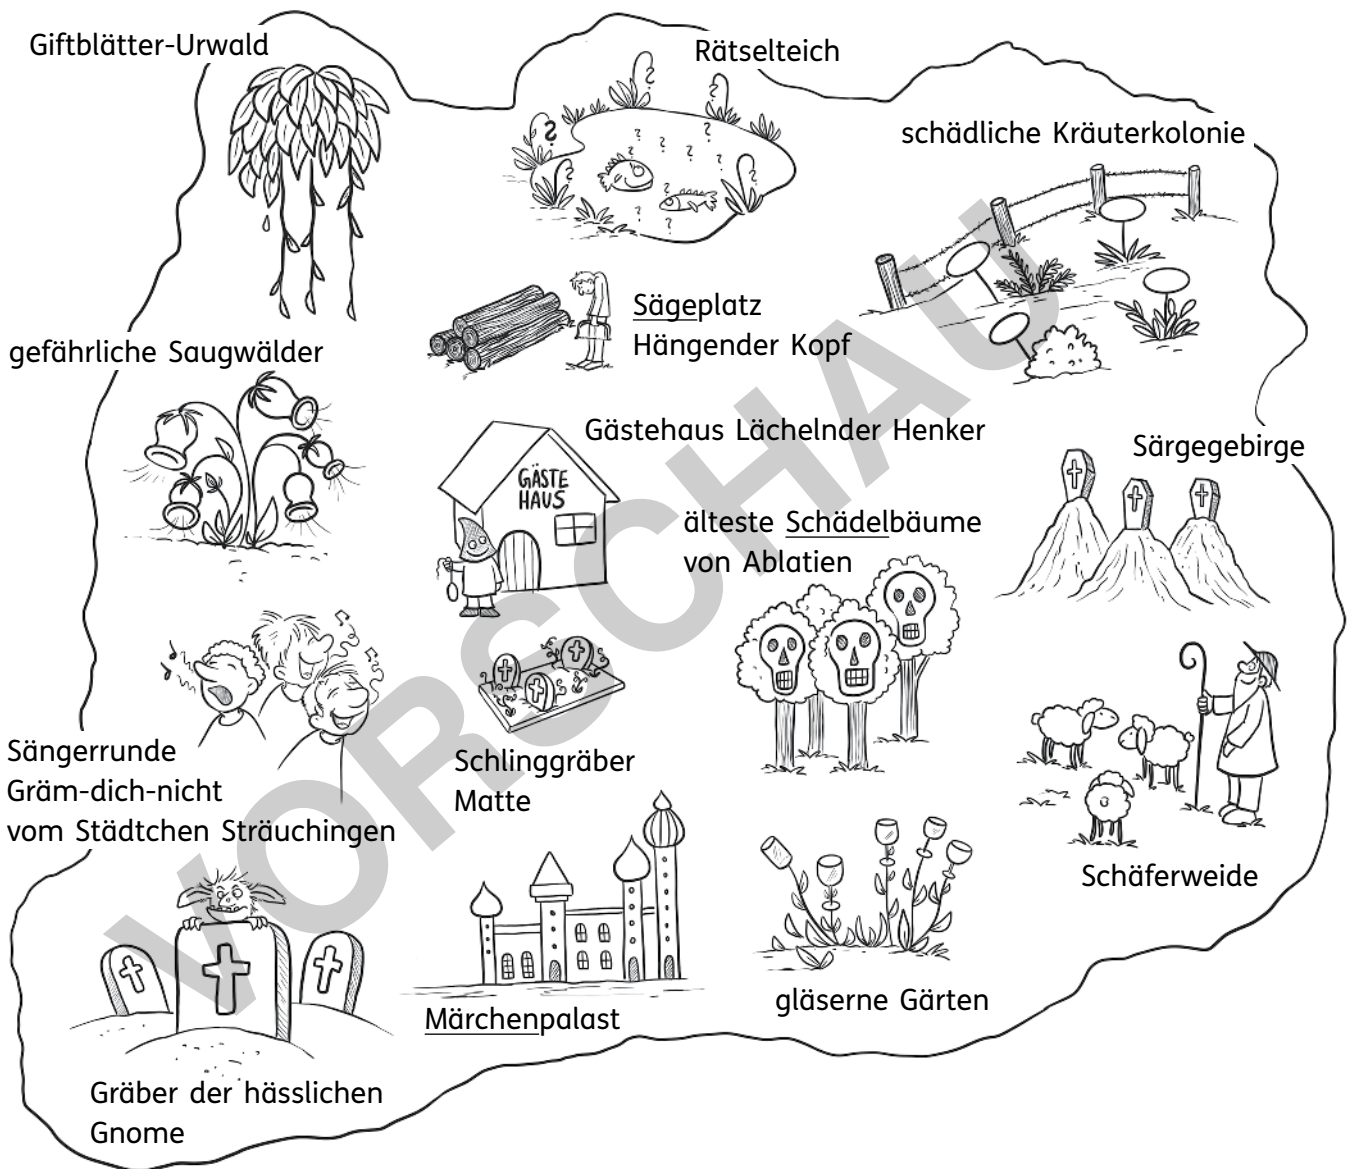 Giftblätter-Urwald
Rätselteich
schädliche Kräuterkolonie
Sägeplatz
Hängender Kopf
gefährliche Saugwälder
Gästehaus Lächelnder Henker
GÄSTE
HAUS
Särgegebirge
älteste Schädelbäume
von Ablatien
Sängerrunde
Gräm-dich-nicht
vom Städtchen Sträuchingen
Schlinggräber
Matte
Schäferweide
Märchenpalast
gläserne Gärten
Gräber der hässlichen
Gnome
VORSCHAU